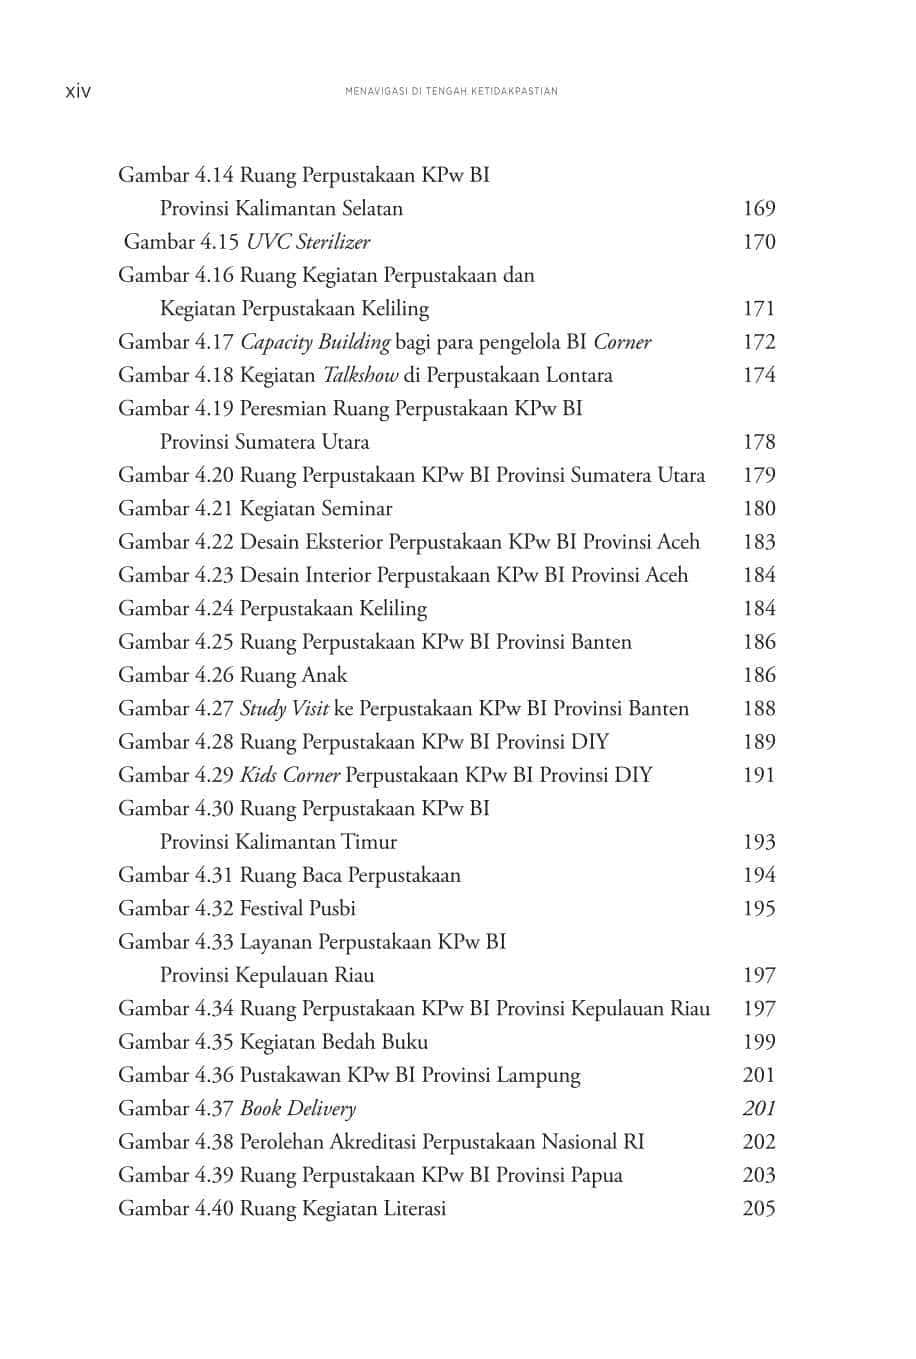 xiv
MENAVIGASI DI TENGAH KETIDAKPASTIAN
Gambar 4.14 Ruang Perpustakaan KPw BI
Provinsi Kalimantan Selatan 169
Gambar 4.15 UVC Sterilizer 170
Gambar 4.16 Ruang Kegiatan Perpustakaan dan
Kegiatan Perpustakaan Keliling 171
Gambar 4.17 Capacity Building bagi para pengelola BI Corner 172
Gambar 4.18 Kegiatan Talkshow di Perpustakaan Lontara 174
Gambar 4.19 Peresmian Ruang Perpustakaan KPw BI
Provinsi Sumatera Utara 178
Gambar 4.20 Ruang Perpustakaan KPw BI Provinsi Sumatera Utara 179
Gambar 4.21 Kegiatan Seminar 180
Gambar 4.22 Desain Eksterior Perpustakaan KPw BI Provinsi Aceh 183
Gambar 4.23 Desain Interior Perpustakaan KPw BI Provinsi Aceh 184
Gambar 4.24 Perpustakaan Keliling 184
Gambar 4.25 Ruang Perpustakaan KPw BI Provinsi Banten 186
Gambar 4.26 Ruang Anak 186
Gambar 4.27 Study Visit ke Perpustakaan KPw BI Provinsi Banten 188
Gambar 4.28 Ruang Perpustakaan KPw BI Provinsi DIY 189
Gambar 4.29 Kids Corner Perpustakaan KPw BI Provinsi DIY 191
Gambar 4.30 Ruang Perpustakaan KPw BI
Provinsi Kalimantan Timur 193
Gambar 4.31 Ruang Baca Perpustakaan 194
Gambar 4.32 Festival Pusbi 195
Gambar 4.33 Layanan Perpustakaan KPw BI
Provinsi Kepulauan Riau 197
Gambar 4.34 Ruang Perpustakaan KPw BI Provinsi Kepulauan Riau 197
Gambar 4.35 Kegiatan Bedah Buku 199
Gambar 4.36 Pustakawan KPw BI Provinsi Lampung 201
Gambar 4.37 Book Delivery 201
Gambar 4.38 Perolehan Akreditasi Perpustakaan Nasional RI 202
Gambar 4.39 Ruang Perpustakaan KPw BI Provinsi Papua 203
Gambar 4.40 Ruang Kegiatan Literasi 205